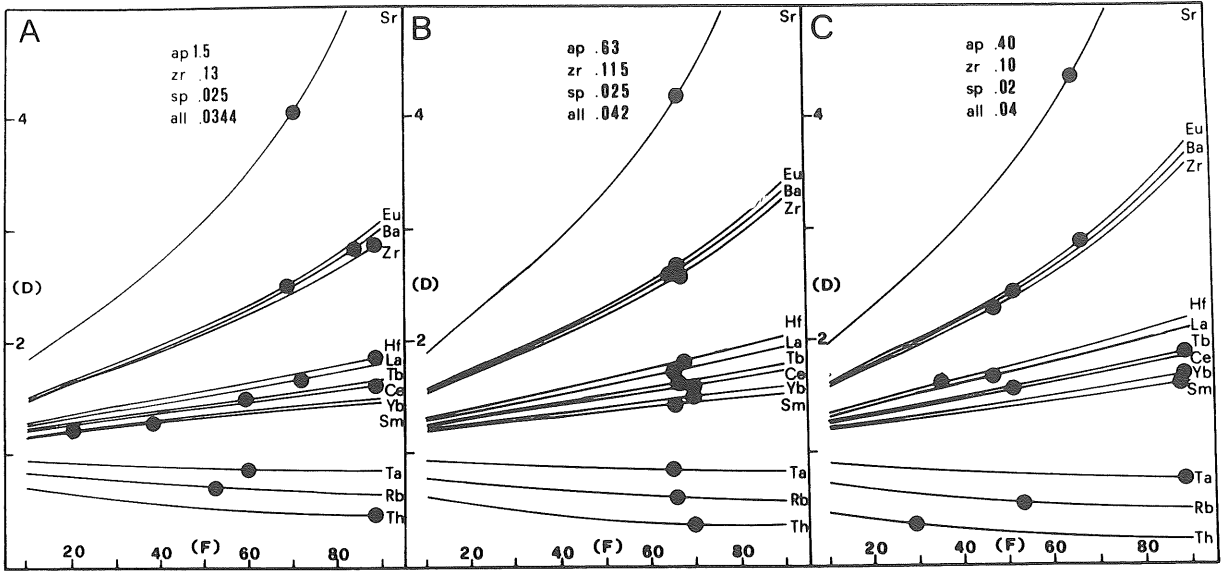 A
Sr
ap 1.5
zr .13
sp .025
all .0344
4
Eu
Ba
Zr
(D)
2
Hf
La
Tb
Ce
Yb
Sm
Ta
Rb
Th
20 40 (F) 60 80
B
Sr
ap .63
zr .115
sp .025
all .042
4
Eu
Ba
Zr
(D)
2
Hf
La
Tb
Ce
Yb
Sm
Ta
Rb
Th
20 40 (F) 60 80
C
Sr
ap .40
zr .10
sp .02
all .04
4
Eu
Ba
Zr
(D)
2
Hf
La
Tb
Ce
Yb
Sm
Ta
Rb
Th
20 40 (F) 60 80